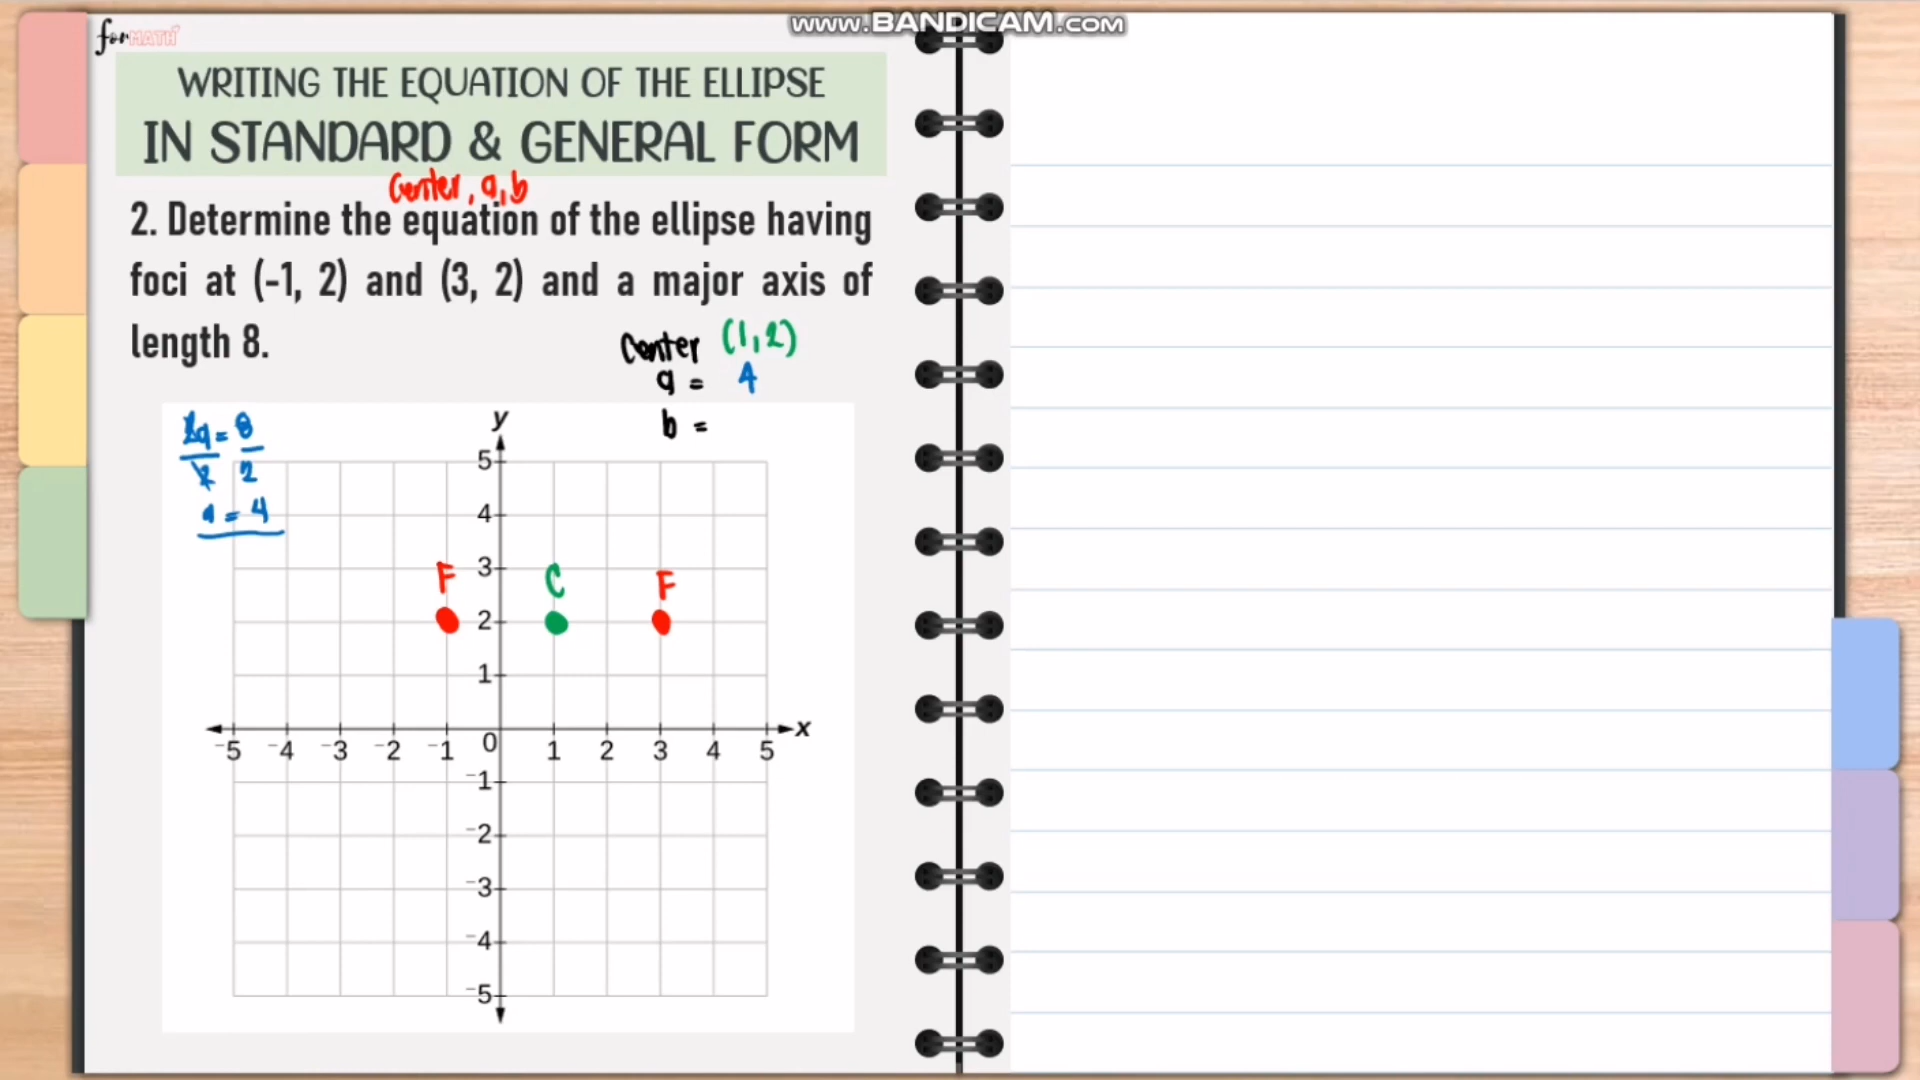 www.BANDICAM.com
forMATH
WRITING THE EQUATION OF THE ELLIPSE
IN STANDARD & GENERAL FORM
Center, a, b
2. Determine the equation of the ellipse having
foci at (-1, 2) and (3, 2) and a major axis of
length 8.
Center (1,2)
a = 4
b =
2a = 8
2 2
a = 4
y
5
4
3
2
1
F C F
-5 -4 -3 -2 -1 0 1 2 3 4 5 x
-1
-2
-3
-4
-5